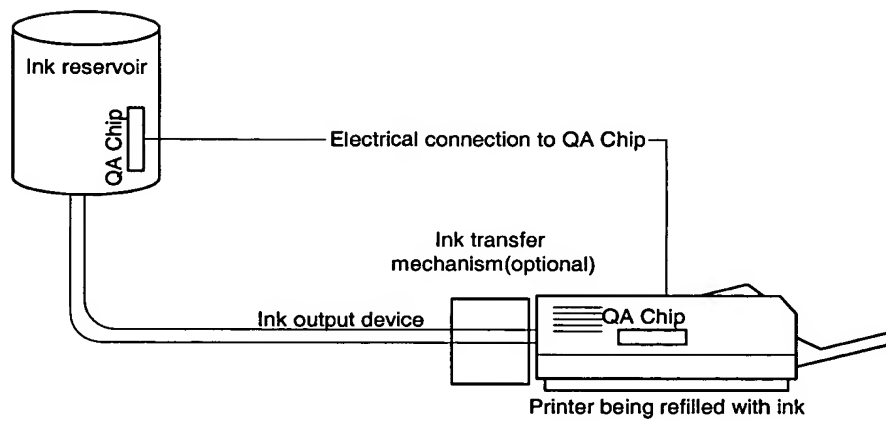 Ink reservoir
QA Chip
Electrical connection to QA Chip
Ink transfer
mechanism(optional)
Ink output device
QA Chip
Printer being refilled with ink